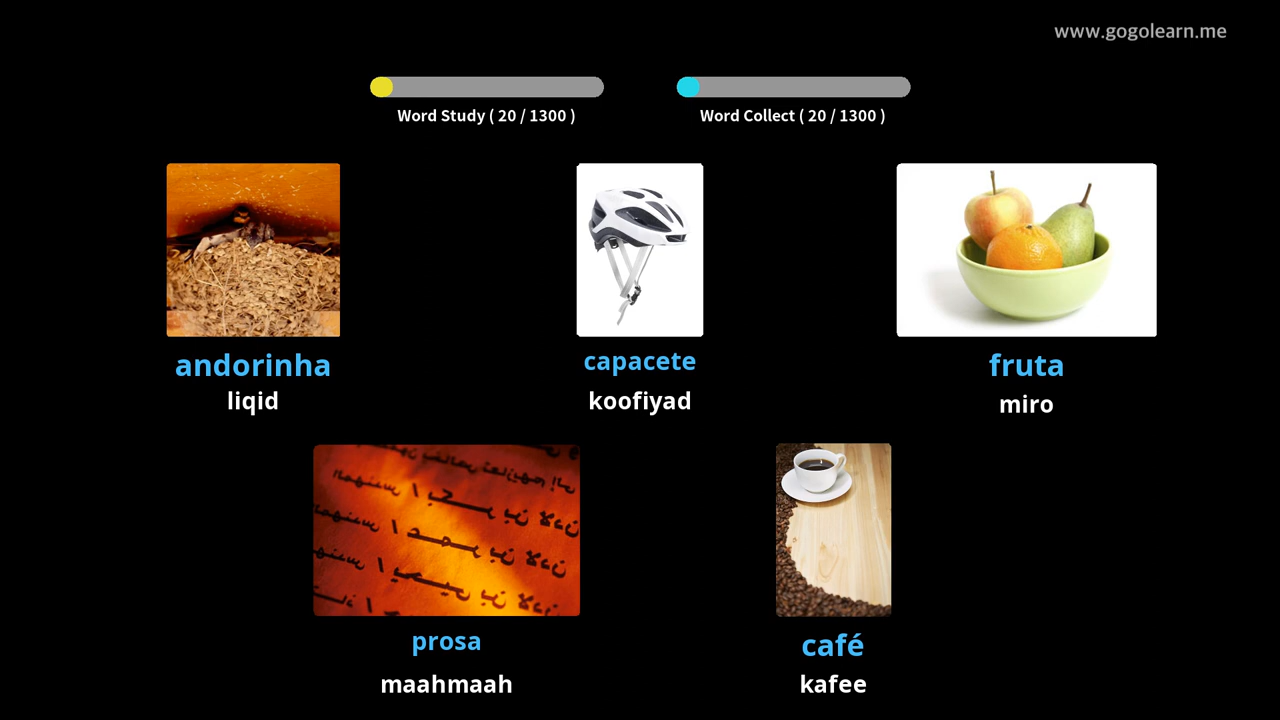 www.gogolearn.me
Word Study ( 20 / 1300 )
Word Collect ( 20 / 1300 )
andorinha
liqid
capacete
koofiyad
fruta
miro
prosa
maahmaah
café
kafee